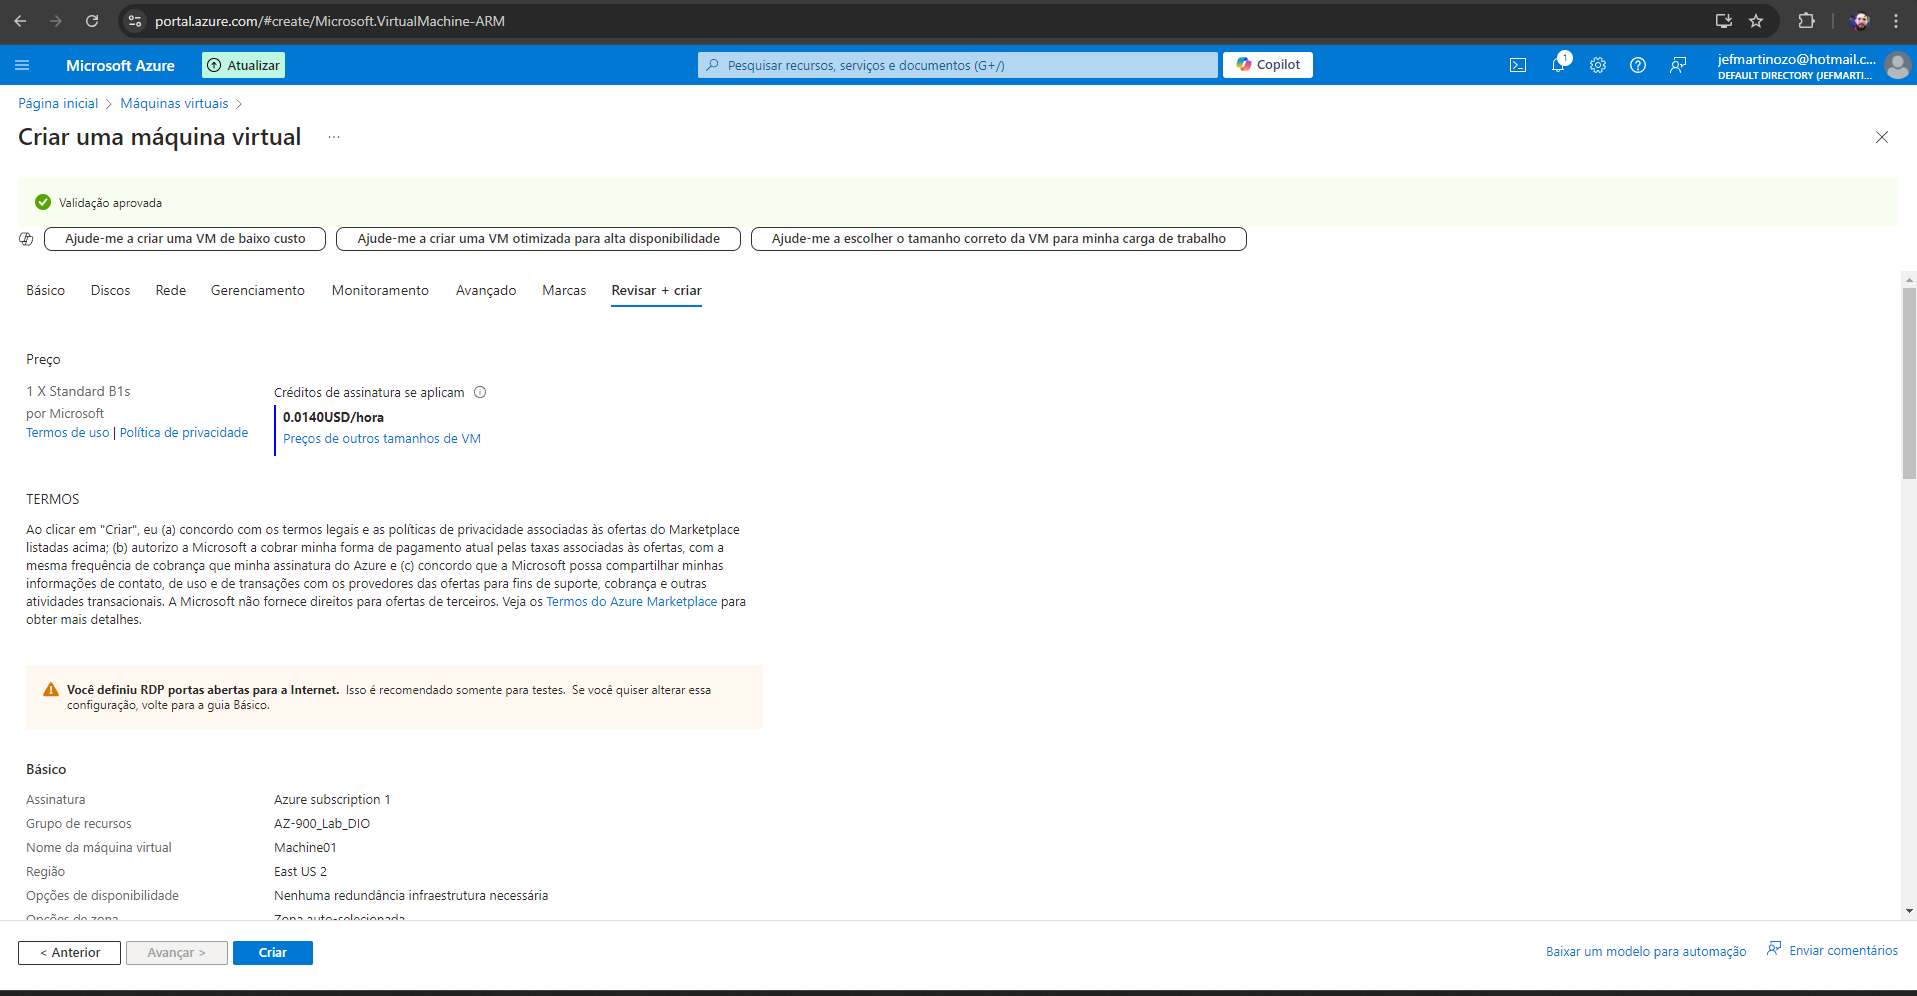 portal.azure.com/#create/Microsoft.VirtualMachine-ARM
Microsoft Azure
Atualizar
Pesquisar recursos, serviços e documentos (G+/)
Copilot
1
jefmartinozo@hotmail.c...
DEFAULT DIRECTORY (JEFMARTI...
Página inicial > Máquinas virtuais >
Criar uma máquina virtual ...
Validação aprovada
Ajude-me a criar uma VM de baixo custo
Ajude-me a criar uma VM otimizada para alta disponibilidade
Ajude-me a escolher o tamanho correto da VM para minha carga de trabalho
Básico Discos Rede Gerenciamento Monitoramento Avançado Marcas Revisar + criar
Preço
1 X Standard B1s
por Microsoft
Termos de uso | Política de privacidade
Créditos de assinatura se aplicam
0.0140USD/hora
Preços de outros tamanhos de VM
TERMOS
Ao clicar em "Criar", eu (a) concordo com os termos legais e as políticas de privacidade associadas às ofertas do Marketplace
listadas acima; (b) autorizo a Microsoft a cobrar minha forma de pagamento atual pelas taxas associadas às ofertas, com a
mesma frequência de cobrança que minha assinatura do Azure e (c) concordo que a Microsoft possa compartilhar minhas
informações de contato, de uso e de transações com os provedores das ofertas para fins de suporte, cobrança e outras
atividades transacionais. A Microsoft não fornece direitos para ofertas de terceiros. Veja os Termos do Azure Marketplace para
obter mais detalhes.
Você definiu RDP portas abertas para a Internet. Isso é recomendado somente para testes. Se você quiser alterar essa
configuração, volte para a guia Básico.
Básico
Assinatura Azure subscription 1
Grupo de recursos AZ-900_Lab_DIO
Nome da máquina virtual Machine01
Região East US 2
Opções de disponibilidade Nenhuma redundância infraestrutura necessária
Opções de zona Zona auto-selecionada
< Anterior
Avançar >
Criar
Baixar um modelo para automação
Enviar comentários